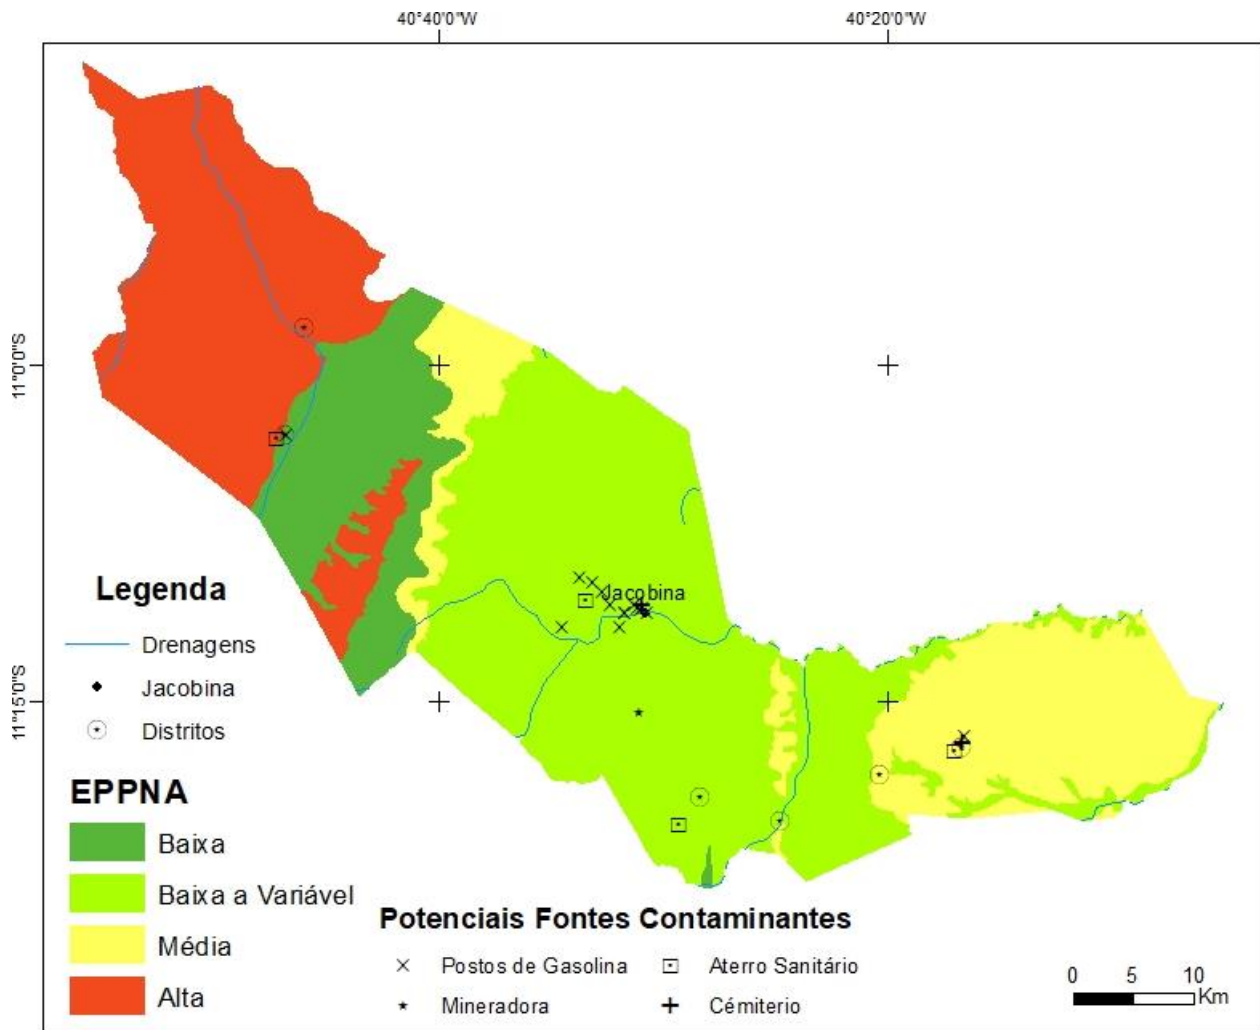 40°40'0"W
40°20'0"W
11°0'0"S
Jacobina
11°15'0"S
Legenda
Drenagens
Jacobina
Distritos
EPPNA
Baixa
Baixa a Variável
Média
Alta
Potenciais Fontes Contaminantes
Postos de Gasolina
Aterro Sanitário
Mineradora
Cémiterio
0 5 10
Km